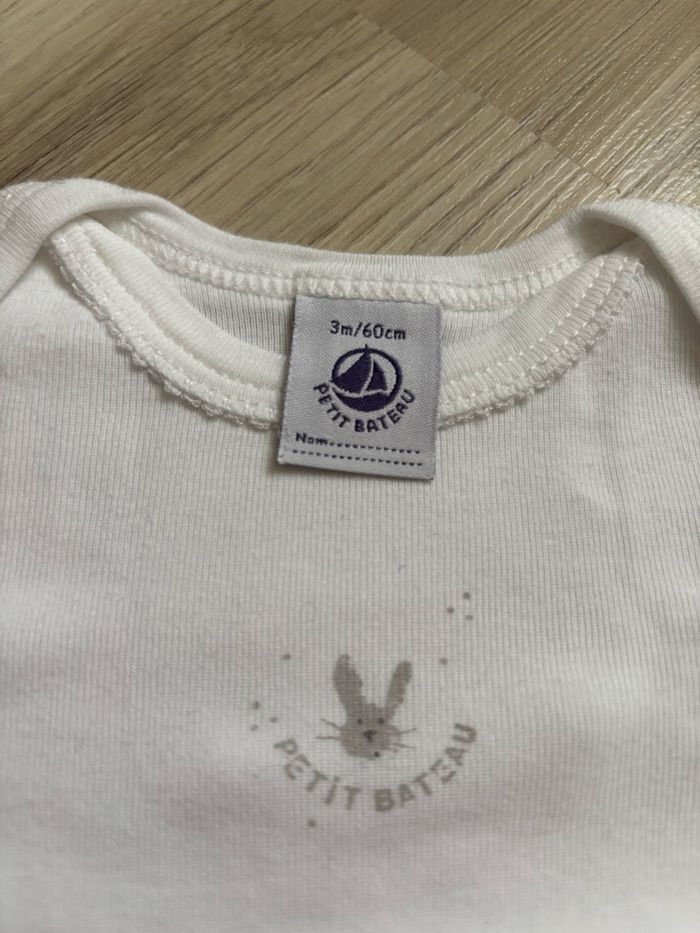 3m/60cm
PETIT BATEAU
Nom...............
PETIT BATEAU